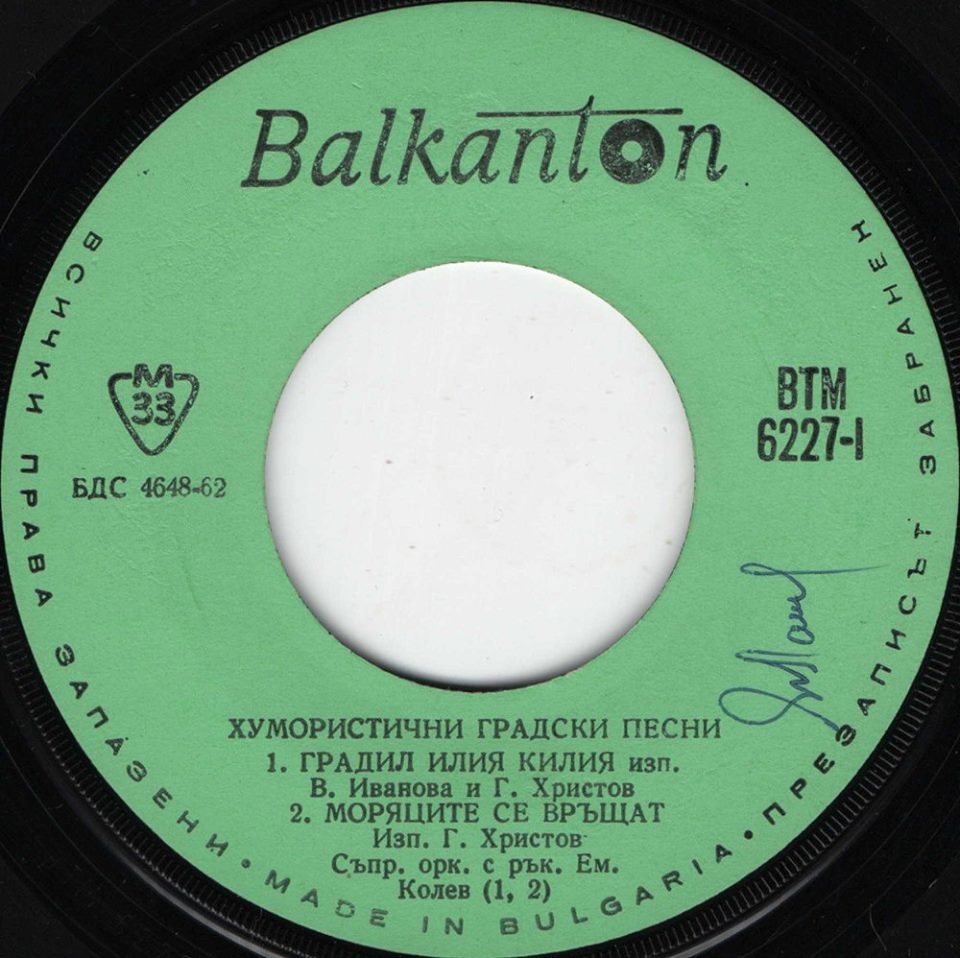 Balkanton
М
33
БДС 4648-62
ВТМ
6227-I
ХУМОРИСТИЧНИ ГРАДСКИ ПЕСНИ
1. ГРАДИЛ ИЛИЯ КИЛИЯ изп.
В. Иванова и Г. Христов
2. МОРЯЦИТЕ СЕ ВРЪЩАТ
Изп. Г. Христов
Съпр. орк. с рък. Ем.
Колев (1, 2)
ВСИЧКИ ПРАВА ЗАПАЗЕНИ • MADE IN BULGARIA • ПРЕЗАПИСЪТ ЗАБРАНЕН